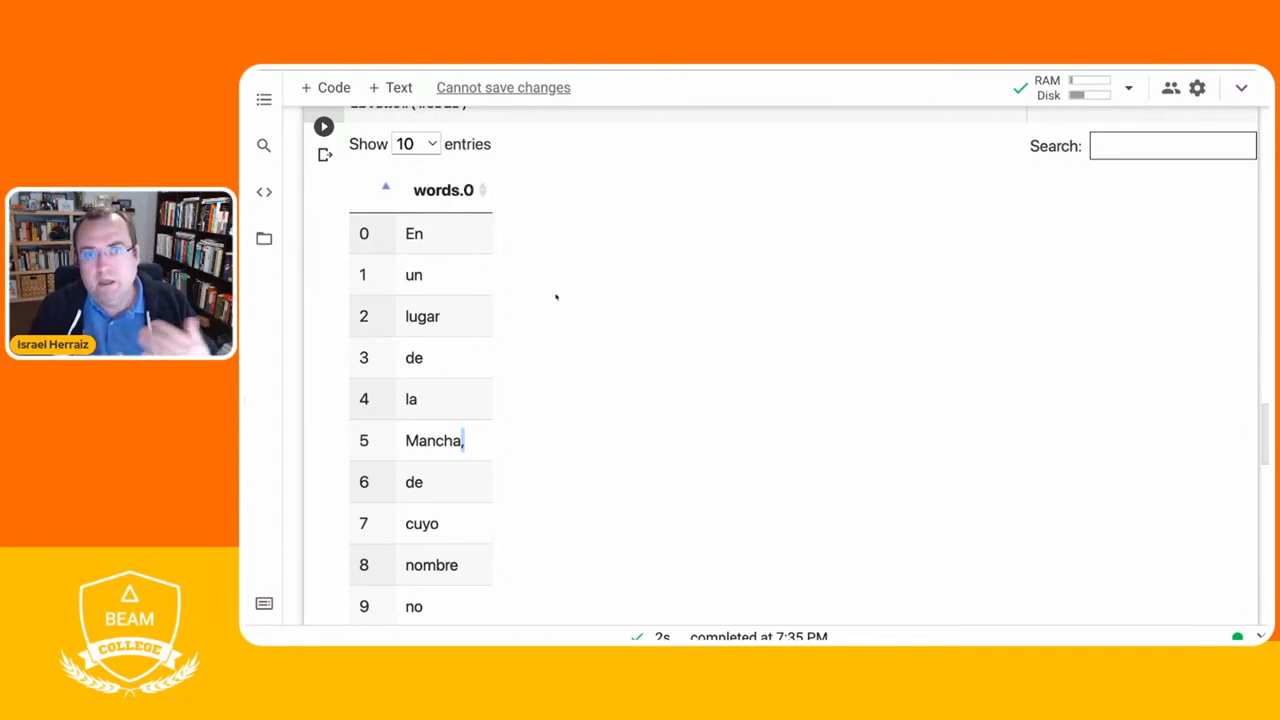 + Code + Text Cannot save changes
RAM
Disk
Show 10 entries
Search:
words.0
0 En
1 un
2 lugar
3 de
4 la
5 Mancha,
6 de
7 cuyo
8 nombre
9 no
2s completed at 7:35 PM
Israel Herraiz
BEAM
COLLEGE